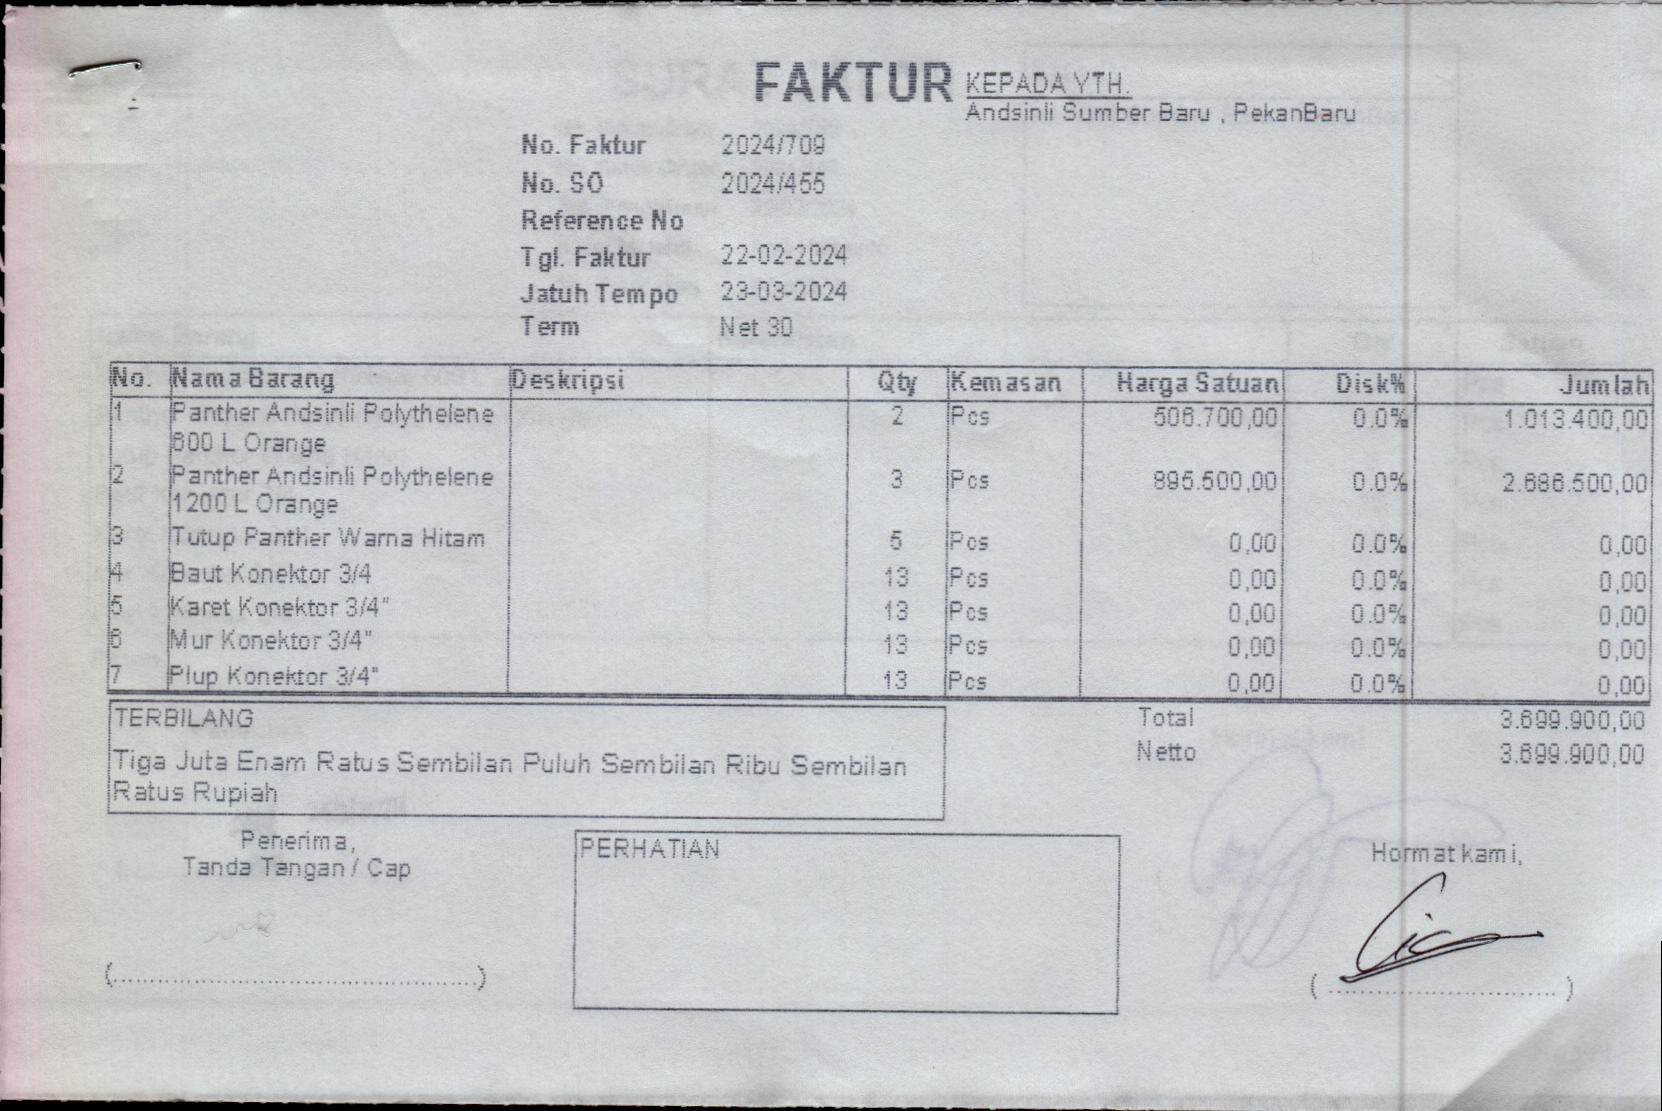 FAKTUR
KEPADA YTH.
Andsinli Sumber Baru , PekanBaru
No. Faktur 2024/709
No. SO 2024/455
Reference No
Tgl. Faktur 22-02-2024
Jatuh Tempo 23-03-2024
Term Net 30
No. Nama Barang Deskripsi Qty Kemasan Harga Satuan Disk% Jumlah
1 Panther Andsinli Polythelene 2 Pcs 506.700,00 0.0% 1.013.400,00
600 L Orange
2 Panther Andsinli Polythelene 3 Pcs 895.500,00 0.0% 2.686.500,00
1200 L Orange
3 Tutup Panther Warna Hitam 5 Pcs 0,00 0.0% 0,00
4 Baut Konektor 3/4 13 Pcs 0,00 0.0% 0,00
5 Karet Konektor 3/4" 13 Pcs 0,00 0.0% 0,00
6 Mur Konektor 3/4" 13 Pcs 0,00 0.0% 0,00
7 Plup Konektor 3/4" 13 Pcs 0,00 0.0% 0,00
TERBILANG
Tiga Juta Enam Ratus Sembilan Puluh Sembilan Ribu Sembilan
Ratus Rupiah
Total 3.699.900,00
Netto 3.699.900,00
Penerima,
Tanda Tangan / Cap
PERHATIAN
Hormat kami,